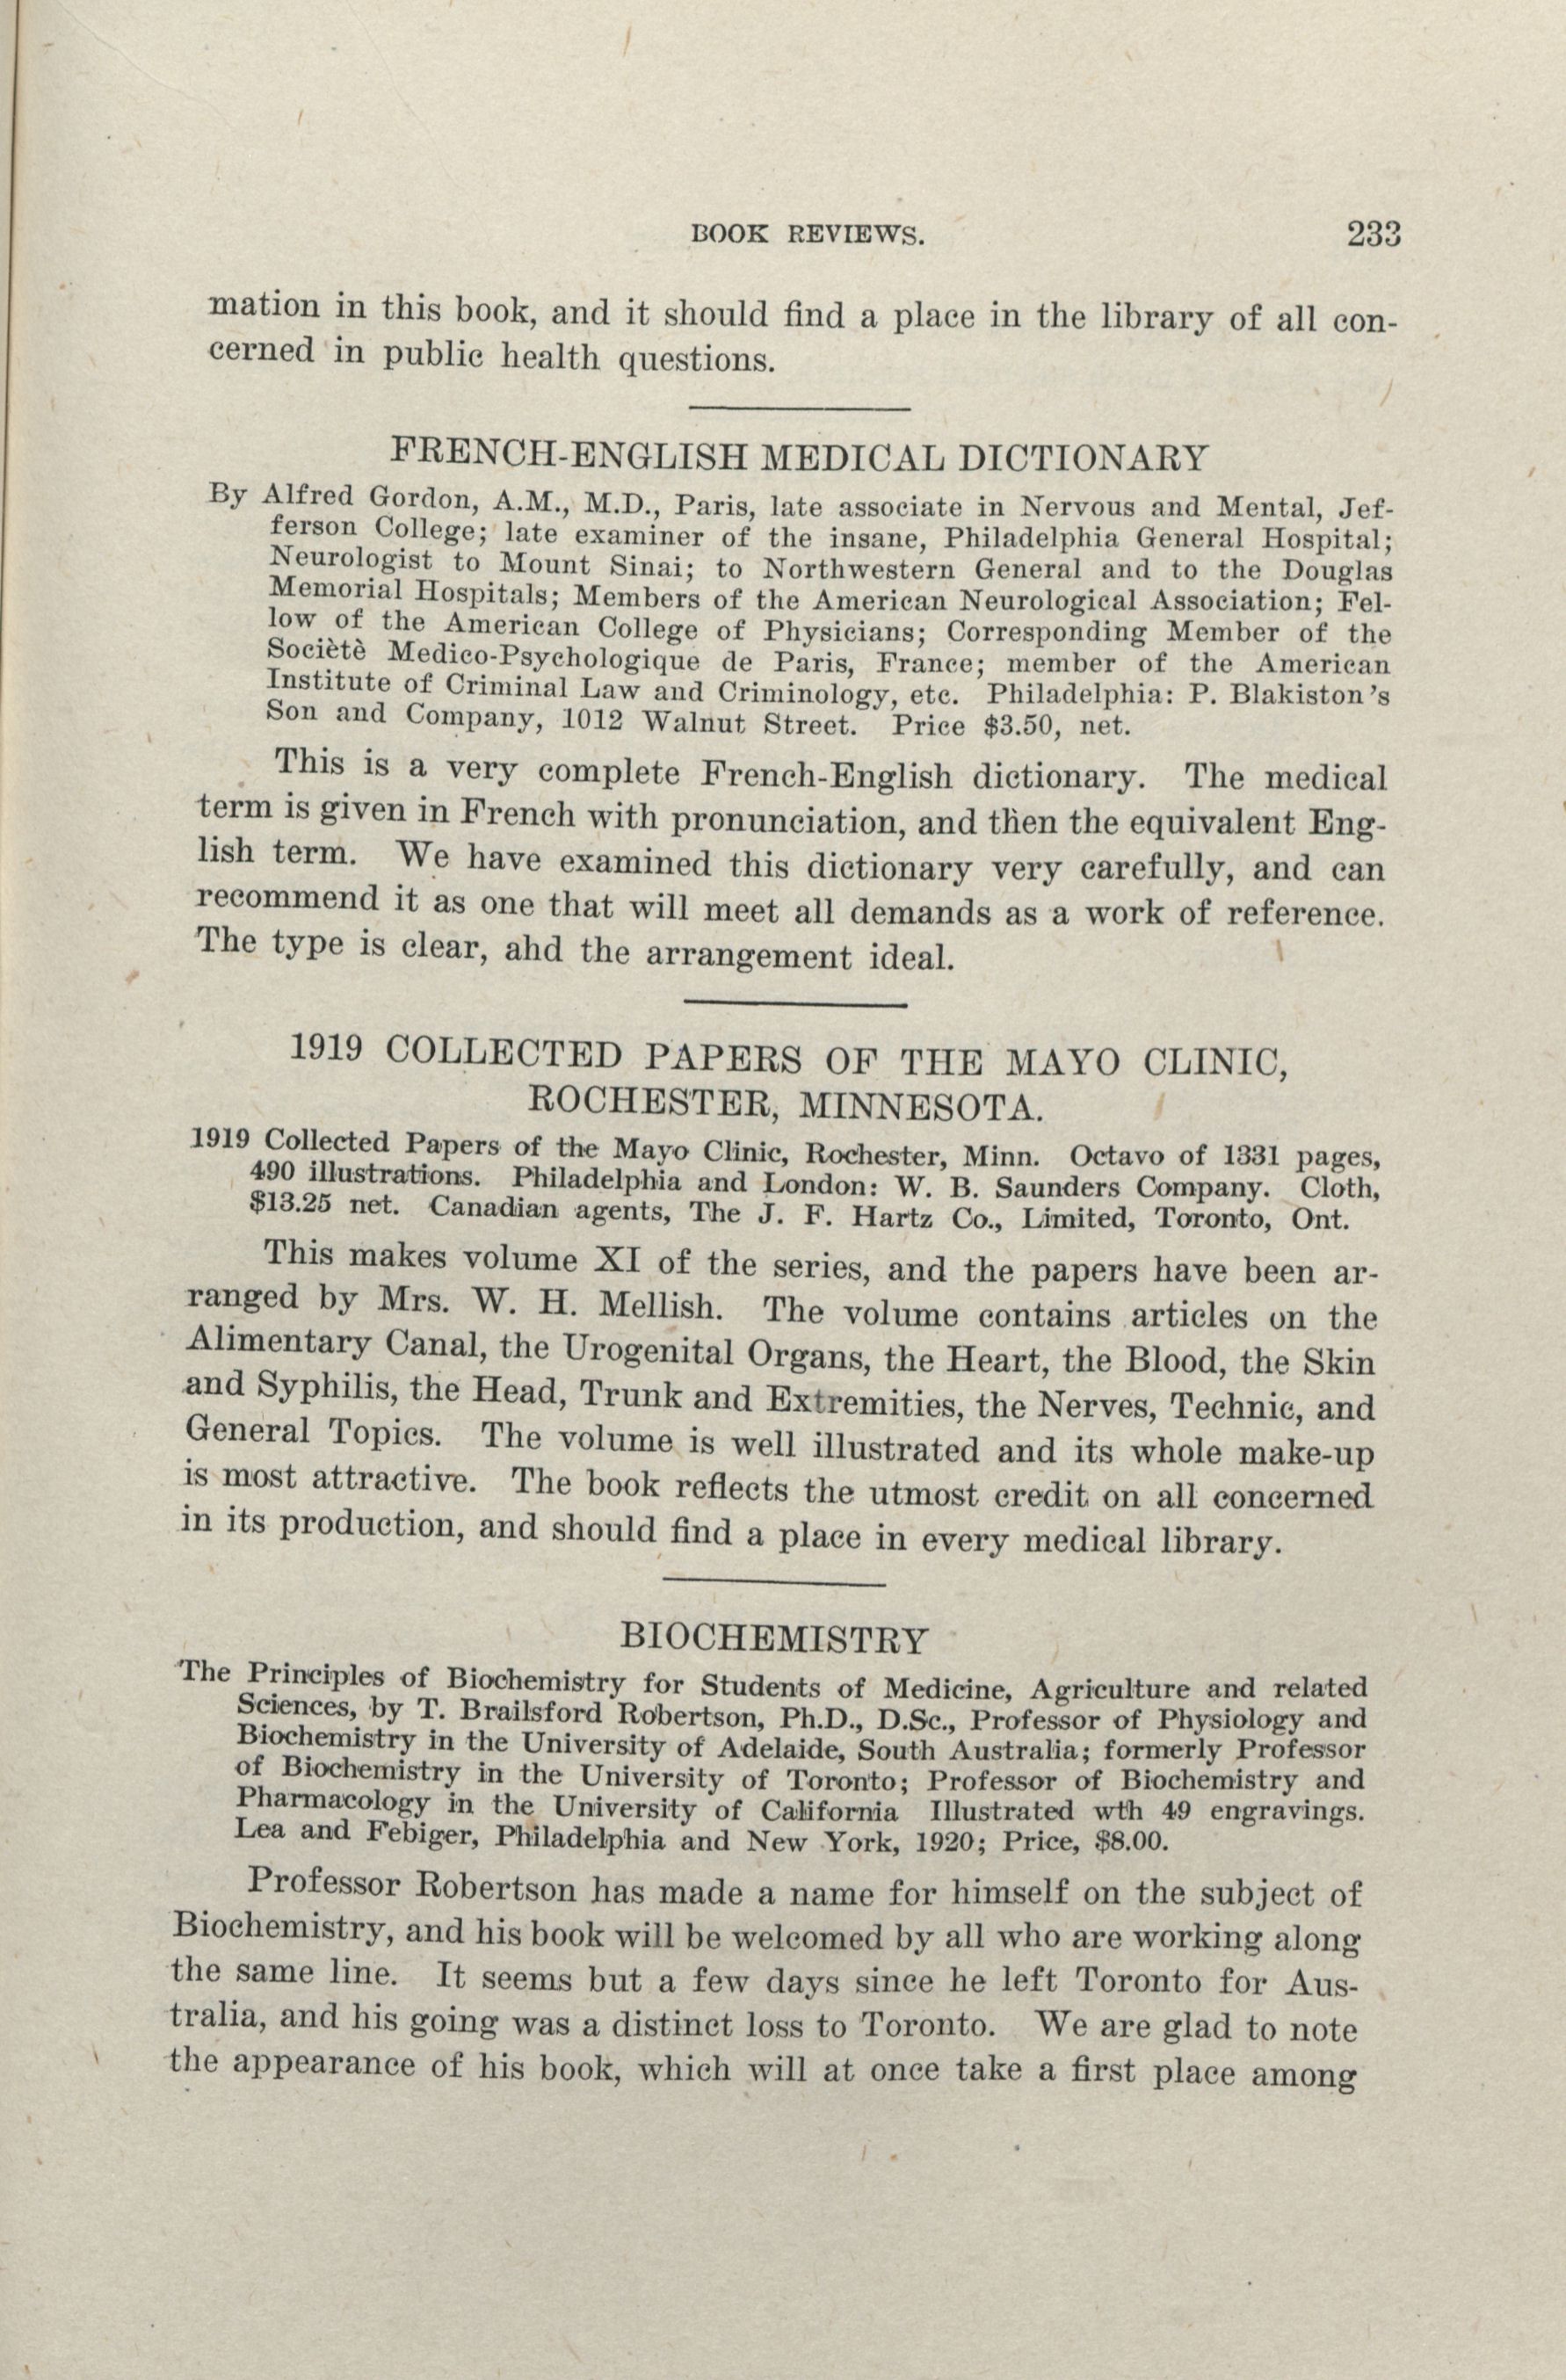 BOOK REVIEWS. 233
mation in this book, and it should find a place in the library of all con-
cerned in public health questions.
FRENCH-ENGLISH MEDICAL DICTIONARY
By Alfred Gordon, A.M., M.D., Paris, late associate in Nervous and Mental, Jef-
ferson College; late examiner of the insane, Philadelphia General Hospital;
Neurologist to Mount Sinai; to Northwestern General and to the Douglas
Memorial Hospitals; Members of the American Neurological Association; Fel-
low of the American College of Physicians; Corresponding Member of the
Sociètè Medico-Psychologique de Paris, France; member of the American
Institute of Criminal Law and Criminology, etc. Philadelphia: P. Blakiston's
Son and Company, 1012 Walnut Street. Price $3.50, net.
This is a very complete French-English dictionary. The medical
term is given in French with pronunciation, and then the equivalent Eng-
lish term. We have examined this dictionary very carefully, and can
recommend it as one that will meet all demands as a work of reference.
The type is clear, ahd the arrangement ideal.
1919 COLLECTED PAPERS OF THE MAYO CLINIC,
ROCHESTER, MINNESOTA.
1919 Collected Papers of the Mayo Clinic, Rochester, Minn. Octavo of 1331 pages,
490 illustrations. Philadelphia and London: W. B. Saunders Company. Cloth,
$13.25 net. Canadian agents, The J. F. Hartz Co., Limited, Toronto, Ont.
This makes volume XI of the series, and the papers have been ar-
ranged by Mrs. W. H. Mellish. The volume contains articles on the
Alimentary Canal, the Urogenital Organs, the Heart, the Blood, the Skin
and Syphilis, the Head, Trunk and Extremities, the Nerves, Technic, and
General Topics. The volume is well illustrated and its whole make-up
is most attractive. The book reflects the utmost credit on all concerned
in its production, and should find a place in every medical library.
BIOCHEMISTRY
The Principles of Biochemistry for Students of Medicine, Agriculture and related
Sciences, by T. Brailsford Robertson, Ph.D., D.Sc., Professor of Physiology and
Biochemistry in the University of Adelaide, South Australia; formerly Professor
of Biochemistry in the University of Toronto; Professor of Biochemistry and
Pharmacology in the University of California Illustrated wth 49 engravings.
Lea and Febiger, Philadelphia and New York, 1920; Price, $8.00.
Professor Robertson has made a name for himself on the subject of
Biochemistry, and his book will be welcomed by all who are working along
the same line. It seems but a few days since he left Toronto for Aus-
tralia, and his going was a distinct loss to Toronto. We are glad to note
the appearance of his book, which will at once take a first place among